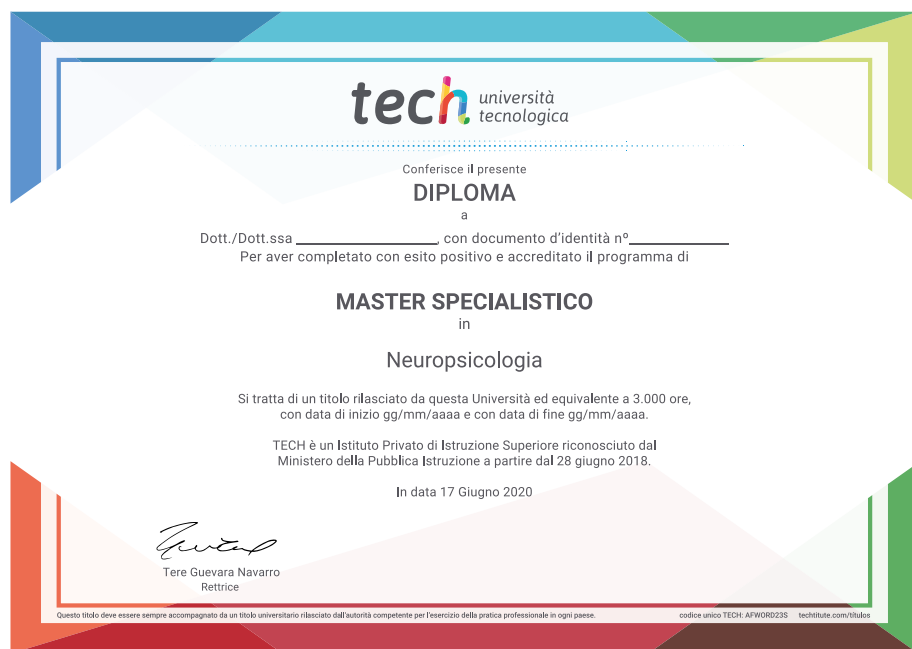 tech università
tecnologica
Conferisce il presente
DIPLOMA
a
Dott./Dott.ssa ____________________, con documento d'identità nº______________
Per aver completato con esito positivo e accreditato il programma di
MASTER SPECIALISTICO
in
Neuropsicologia
Si tratta di un titolo rilasciato da questa Università ed equivalente a 3.000 ore,
con data di inizio gg/mm/aaaa e con data di fine gg/mm/aaaa.
TECH è un Istituto Privato di Istruzione Superiore riconosciuto dal
Ministero della Pubblica Istruzione a partire dal 28 giugno 2018.
In data 17 Giugno 2020
Tere Guevara Navarro
Rettrice
Questo titolo deve essere sempre accompagnato da un titolo universitario rilasciato dall'autorità competente per l'esercizio della pratica professionale in ogni paese. codice unico TECH: AFWORD23S techtitute.com/titulos